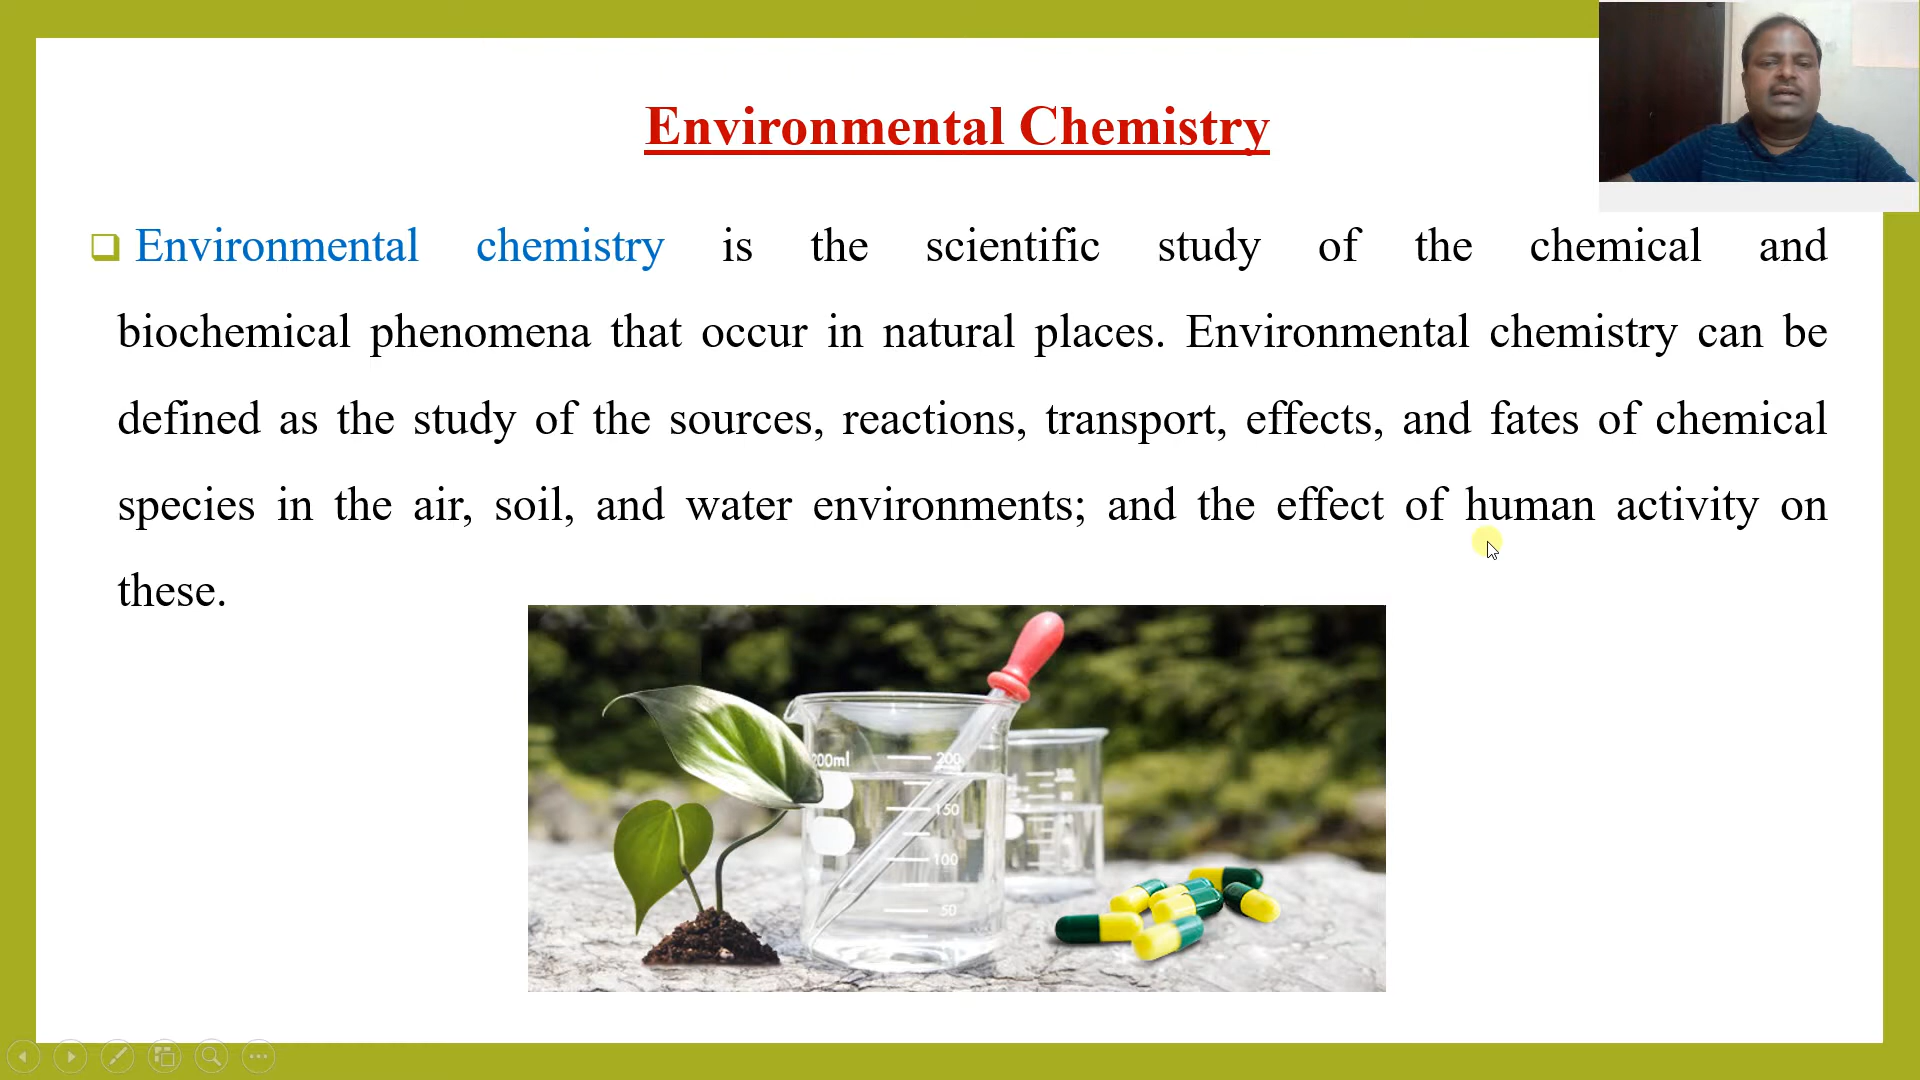 Environmental Chemistry
Environmental chemistry is the scientific study of the chemical and
biochemical phenomena that occur in natural places. Environmental chemistry can be
defined as the study of the sources, reactions, transport, effects, and fates of chemical
species in the air, soil, and water environments; and the effect of human activity on
these.
200ml
200
150
100
50
100
80